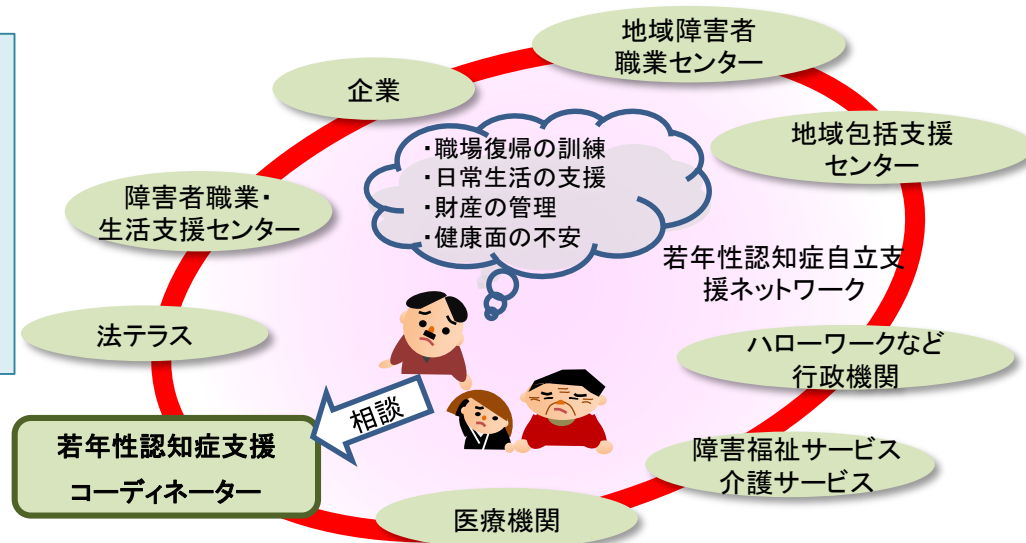 地域障害者
職業センター
企業
地域包括支援
センター
・職場復帰の訓練
・日常生活の支援
・財産の管理
・健康面の不安
障害者職業・
生活支援センター
若年性認知症自立支
援ネットワーク
法テラス
ハローワークなど
行政機関
相談
若年性認知症支援
コーディネーター
障害福祉サービス
介護サービス
医療機関